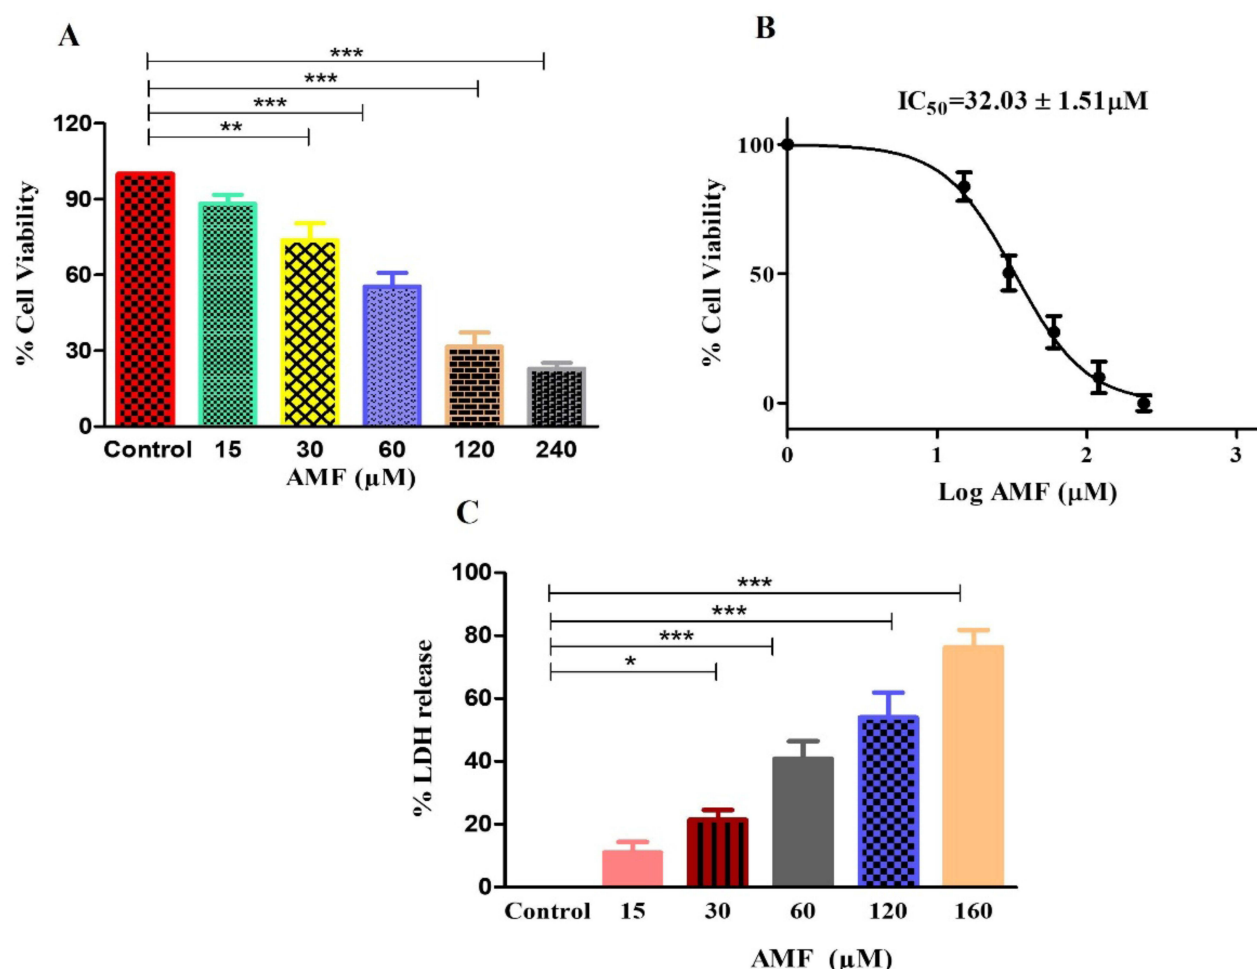 A
***
***
***
**
120
90
60
30
0
% Cell Viability
Control 15 30 60 120 240
AMF (µM)
B
IC50=32.03 ± 1.51µM
100
50
0
% Cell Viability
0 1 2 3
Log AMF (µM)
C
***
***
***
*
100
80
60
40
20
0
% LDH release
Control 15 30 60 120 160
AMF (µM)